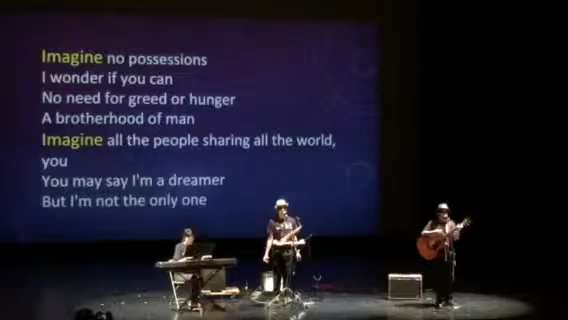 Imagine no possessions
I wonder if you can
No need for greed or hunger
A brotherhood of man
Imagine all the people sharing all the world,
you
You may say I'm a dreamer
But I'm not the only one